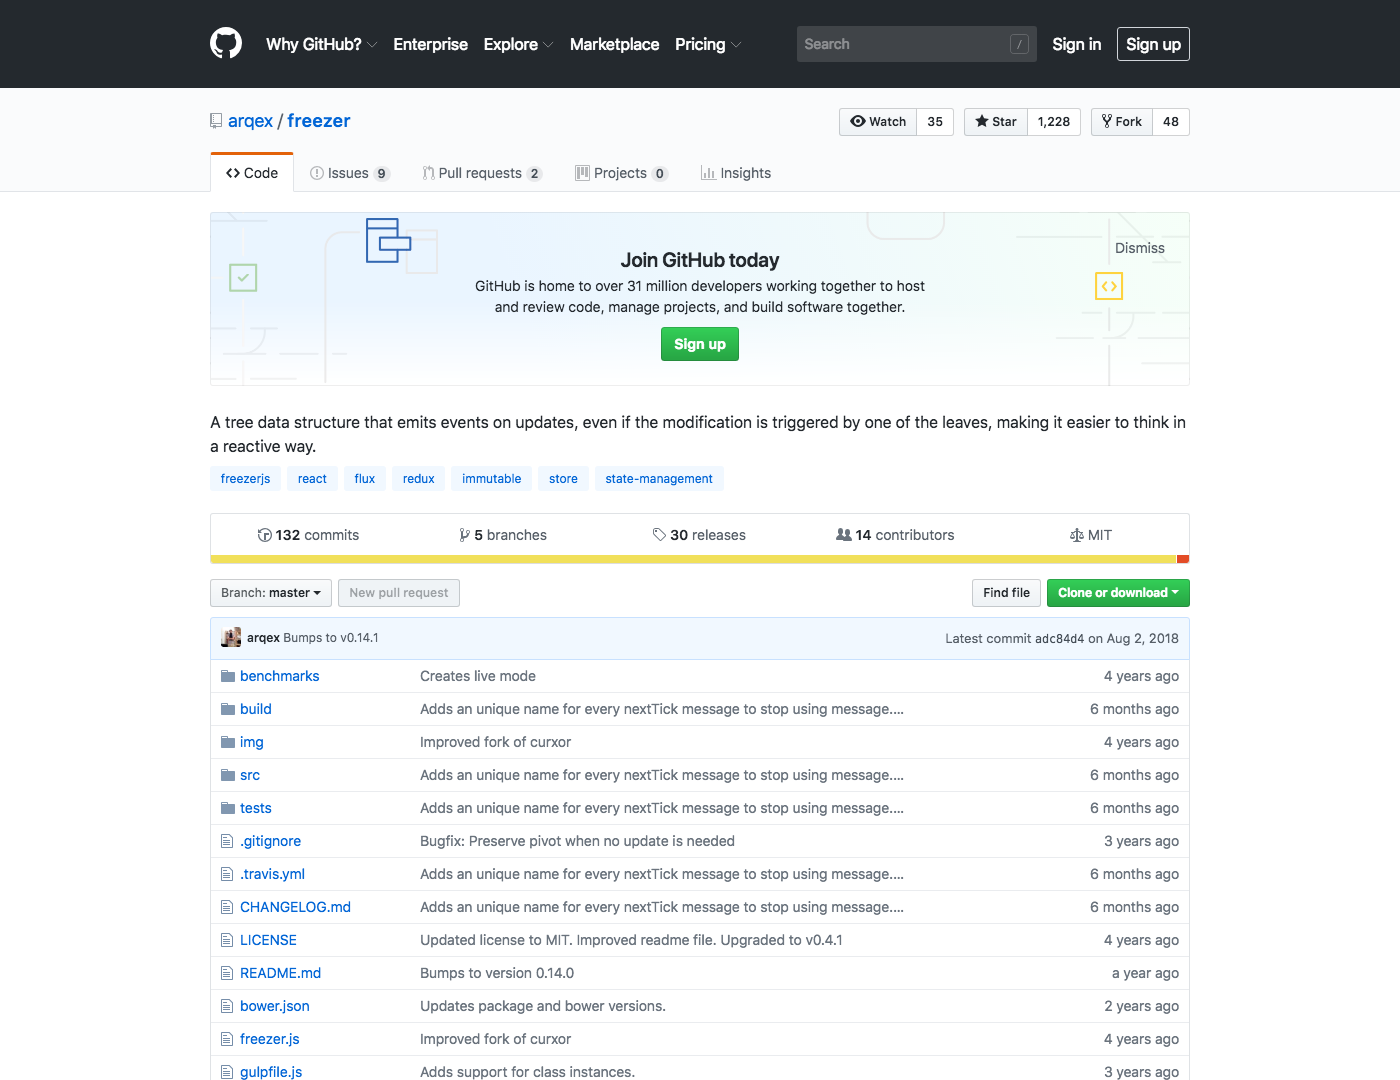 Why GitHub? Enterprise Explore Marketplace Pricing Search / Sign in Sign up
arqex / freezer Watch 35 Star 1,228 Fork 48
Code Issues 9 Pull requests 2 Projects 0 Insights
Dismiss
Join GitHub today
GitHub is home to over 31 million developers working together to host
and review code, manage projects, and build software together.
Sign up
A tree data structure that emits events on updates, even if the modification is triggered by one of the leaves, making it easier to think in
a reactive way.
freezerjs react flux redux immutable store state-management
132 commits 5 branches 30 releases 14 contributors MIT
Branch: master New pull request Find file Clone or download
arqex Bumps to v0.14.1 Latest commit adc84d4 on Aug 2, 2018
benchmarks Creates live mode 4 years ago
build Adds an unique name for every nextTick message to stop using message.... 6 months ago
img Improved fork of curxor 4 years ago
src Adds an unique name for every nextTick message to stop using message.... 6 months ago
tests Adds an unique name for every nextTick message to stop using message.... 6 months ago
.gitignore Bugfix: Preserve pivot when no update is needed 3 years ago
.travis.yml Adds an unique name for every nextTick message to stop using message.... 6 months ago
CHANGELOG.md Adds an unique name for every nextTick message to stop using message.... 6 months ago
LICENSE Updated license to MIT. Improved readme file. Upgraded to v0.4.1 4 years ago
README.md Bumps to version 0.14.0 a year ago
bower.json Updates package and bower versions. 2 years ago
freezer.js Improved fork of curxor 4 years ago
gulpfile.js Adds support for class instances. 3 years ago